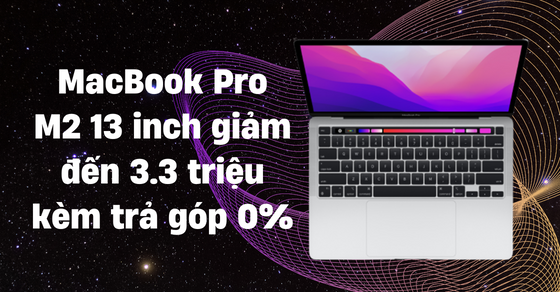 MacBook Pro
M2 13 inch giảm
đến 3.3 triệu
kèm trả góp 0%